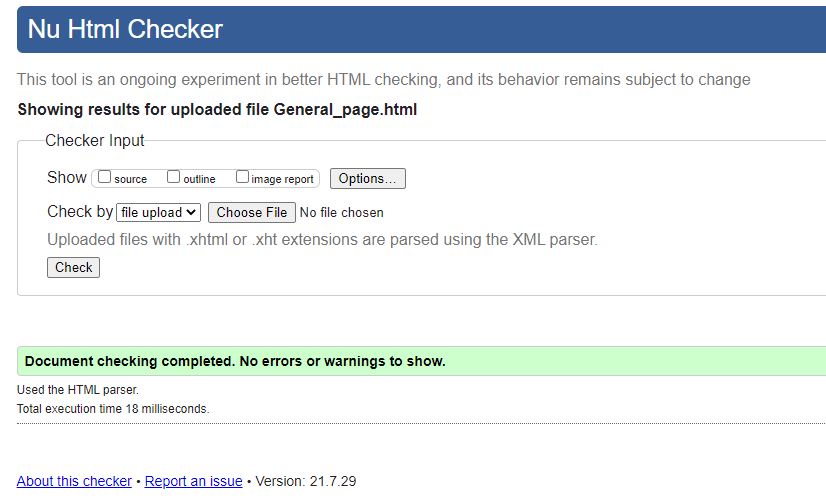 Nu Html Checker
This tool is an ongoing experiment in better HTML checking, and its behavior remains subject to change
Showing results for uploaded file General_page.html
Checker Input
Show source outline image report Options...
Check by file upload Choose File No file chosen
Uploaded files with .xhtml or .xht extensions are parsed using the XML parser.
Check
Document checking completed. No errors or warnings to show.
Used the HTML parser.
Total execution time 18 milliseconds.
About this checker • Report an issue • Version: 21.7.29